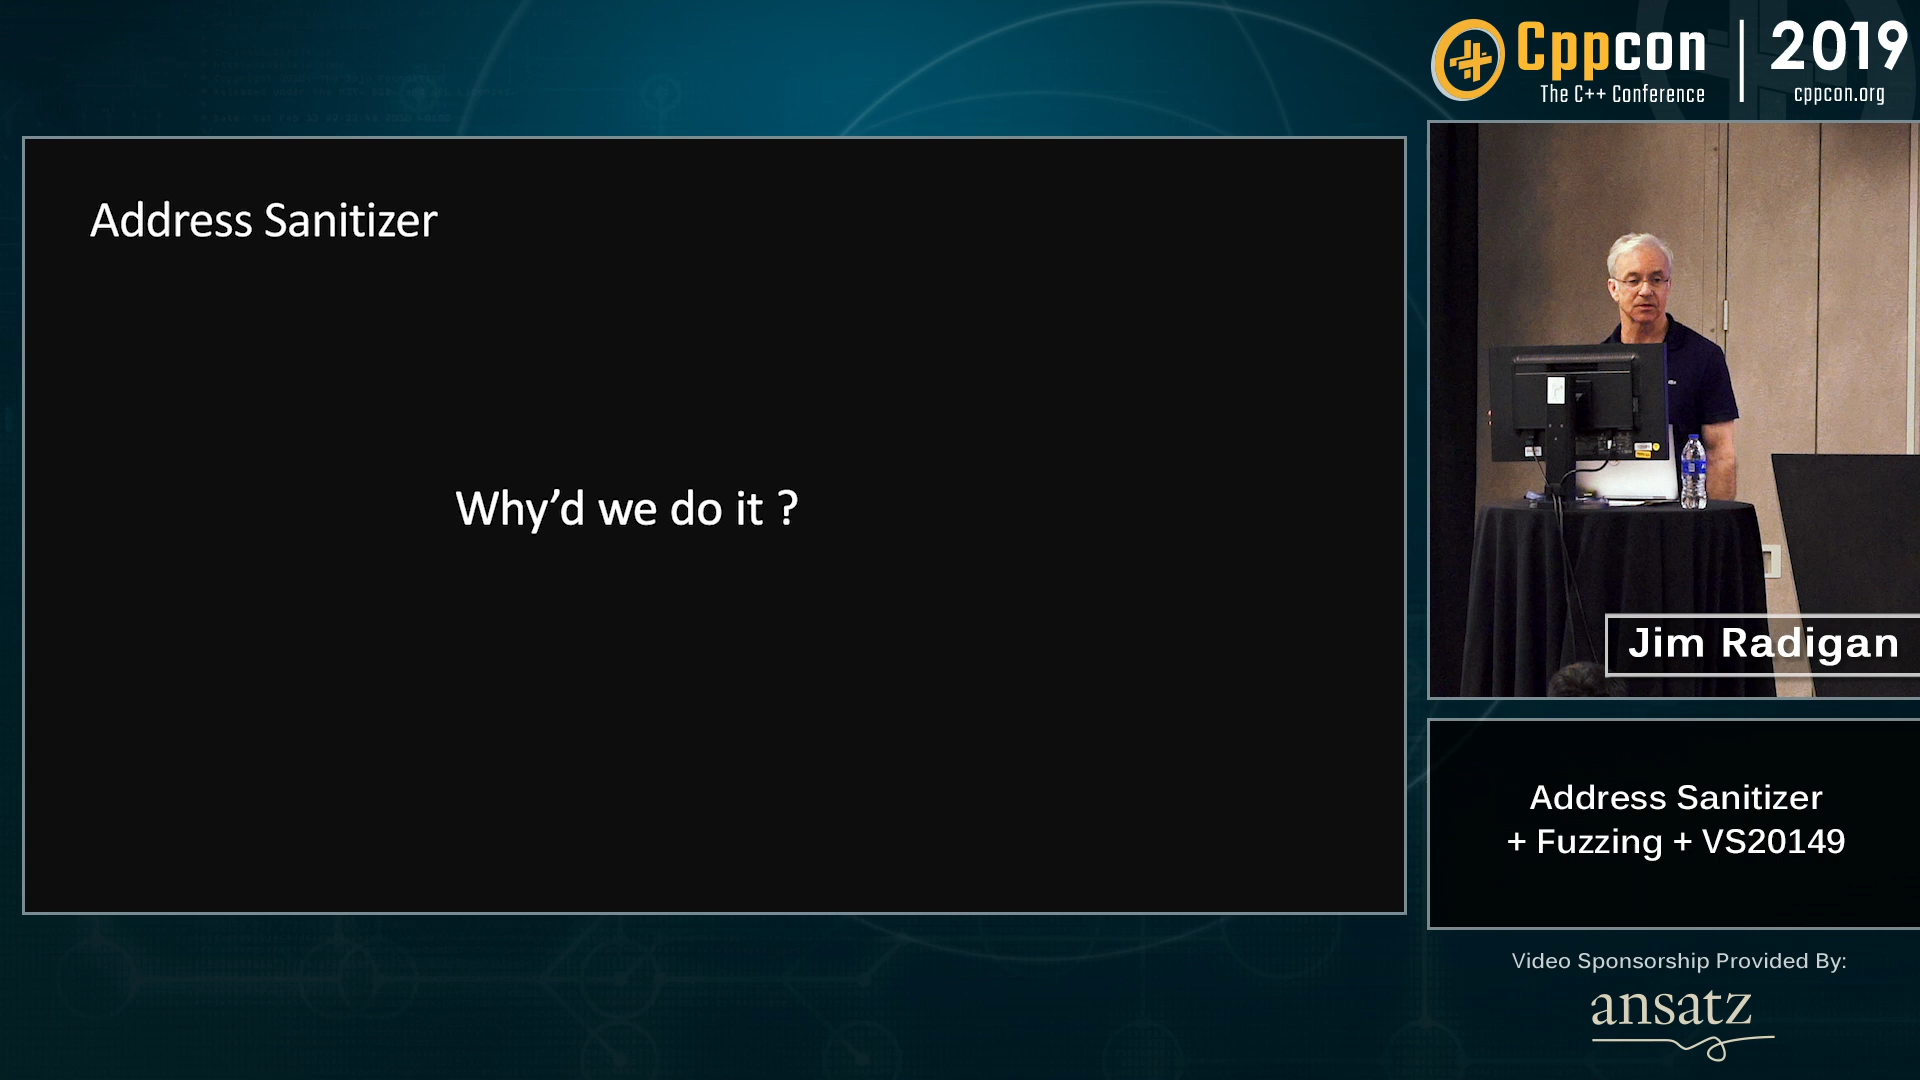 Cppcon
The C++ Conference
2019
cppcon.org
Address Sanitizer
Why’d we do it ?
Jim Radigan
Address Sanitizer
+ Fuzzing + VS20149
Video Sponsorship Provided By:
ansatz